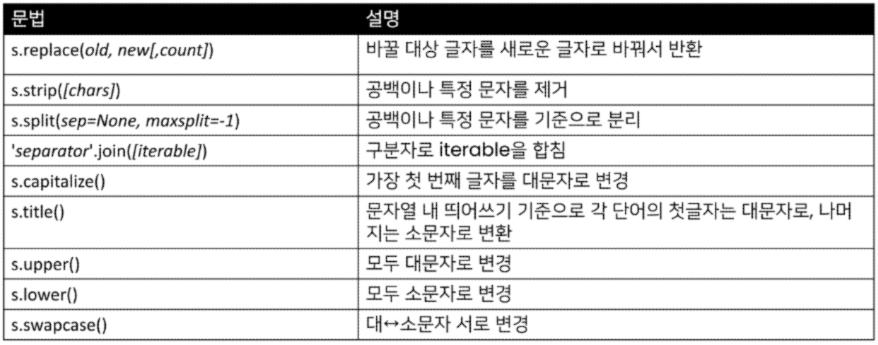 문법 설명
s.replace(old, new[,count]) 바꿀 대상 글자를 새로운 글자로 바꿔서 반환
s.strip([chars]) 공백이나 특정 문자를 제거
s.split(sep=None, maxsplit=-1) 공백이나 특정 문자를 기준으로 분리
'separator'.join([iterable]) 구분자로 iterable을 합침
s.capitalize() 가장 첫 번째 글자를 대문자로 변경
s.title() 문자열 내 띄어쓰기 기준으로 각 단어의 첫글자는 대문자로, 나머
지는 소문자로 변환
s.upper() 모두 대문자로 변경
s.lower() 모두 소문자로 변경
s.swapcase() 대↔소문자 서로 변경